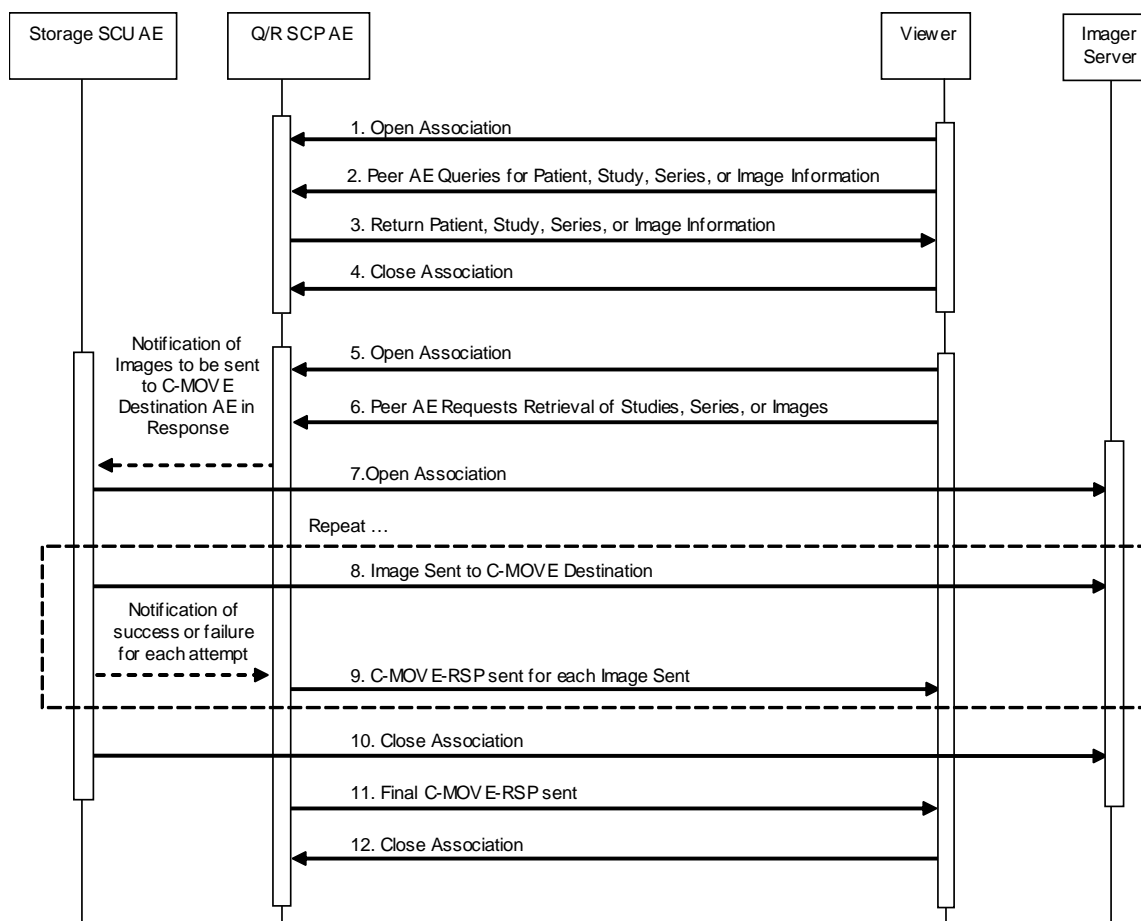 Storage SCU AE
Q/R SCP AE
Viewer
Imager
Server
1. Open Association
2. Peer AE Queries for Patient, Study, Series, or Image Information
3. Return Patient, Study, Series, or Image Information
4. Close Association
Notification of
Images to be sent
to C-MOVE
Destination AE in
Response
5. Open Association
6. Peer AE Requests Retrieval of Studies, Series, or Images
7.Open Association
Repeat …
8. Image Sent to C-MOVE Destination
Notification of
success or failure
for each attempt
9. C-MOVE-RSP sent for each Image Sent
10. Close Association
11. Final C-MOVE-RSP sent
12. Close Association